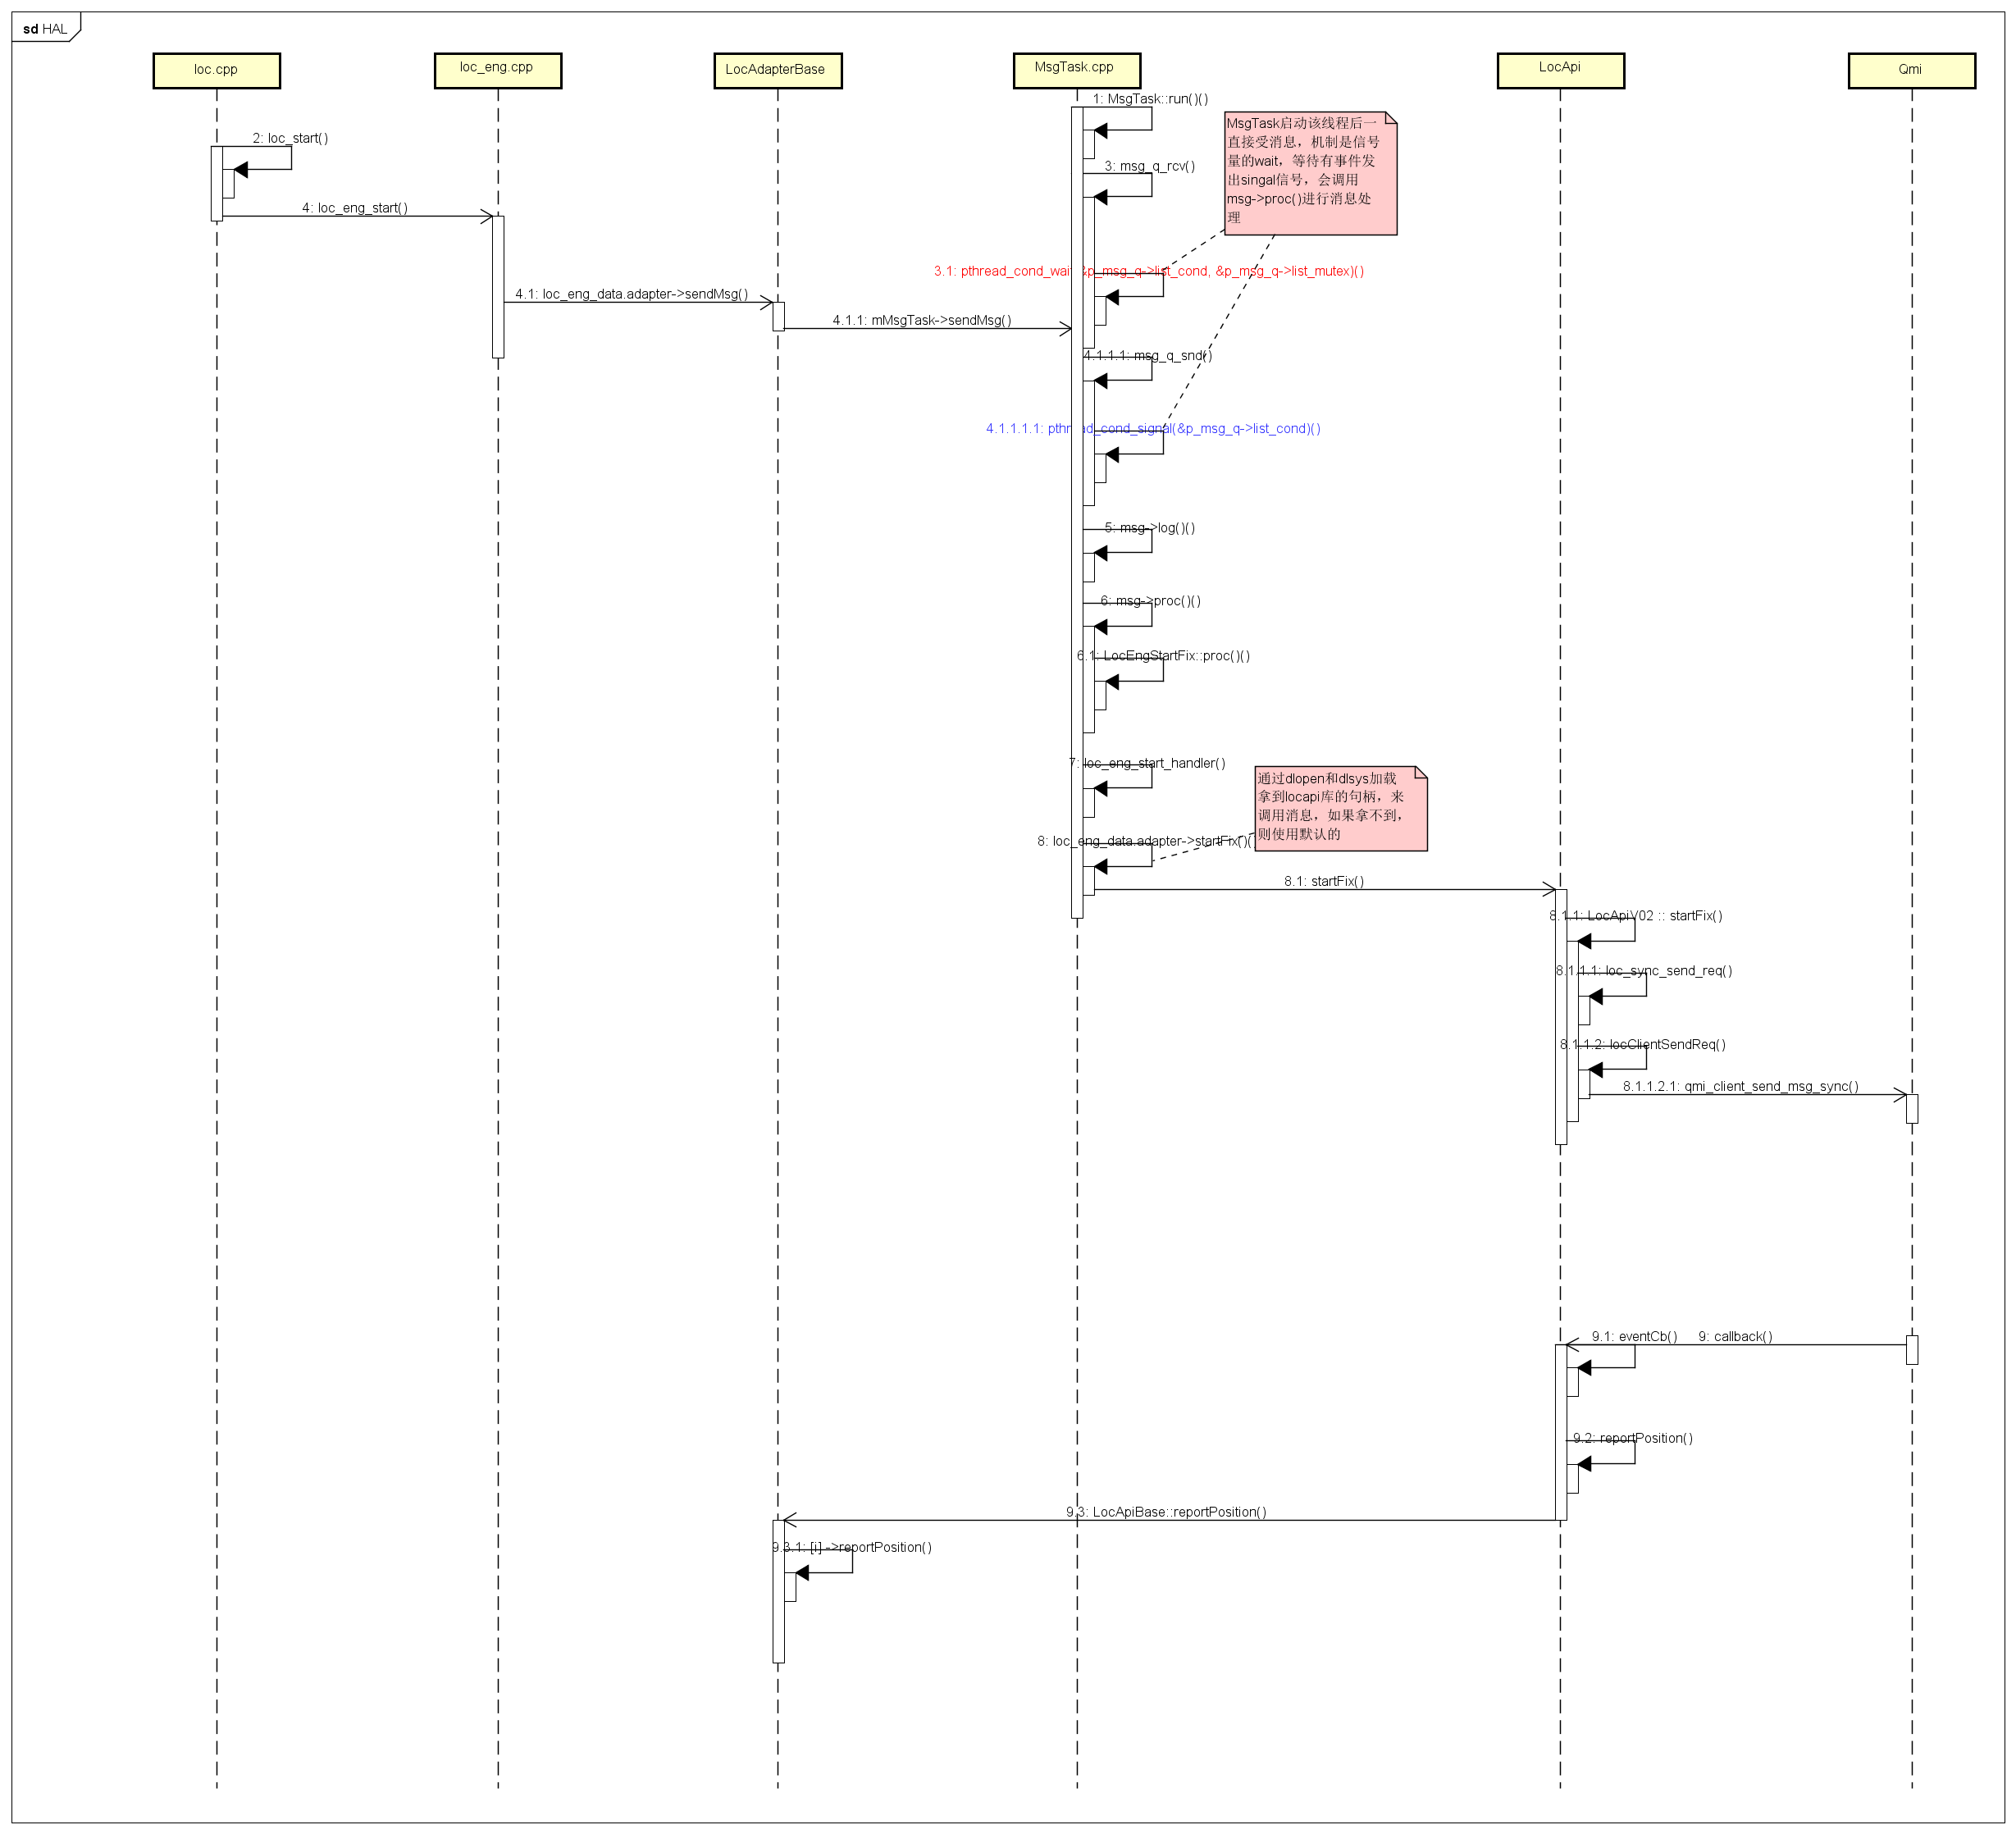 sd HAL
loc.cpp
loc_eng.cpp
LocAdapterBase
MsgTask.cpp
LocApi
Qmi
1: MsgTask::run()()
MsgTask启动该线程后一
直接受消息，机制是信号
量的wait，等待有事件发
出singal信号，会调用
msg->proc()进行消息处
理
2: loc_start()
3: msg_q_rcv()
4: loc_eng_start()
3.1: pthread_cond_wait(&p_msg_q->list_cond, &p_msg_q->list_mutex)()
4.1: loc_eng_data.adapter->sendMsg()
4.1.1: mMsgTask->sendMsg()
4.1.1.1: msg_q_snd()
4.1.1.1.1: pthread_cond_signal(&p_msg_q->list_cond)()
5: msg->log()()
6: msg->proc()()
6.1: LocEngStartFix::proc()()
7: loc_eng_start_handler()
通过dlopen和dlsys加载
拿到locapi库的句柄，来
调用消息，如果拿不到，
则使用默认的
8: loc_eng_data.adapter->startFix()()
8.1: startFix()
8.1.1: LocApiV02 :: startFix()
8.1.1.1: loc_sync_send_req()
8.1.1.2: locClientSendReq()
8.1.1.2.1: qmi_client_send_msg_sync()
9.1: eventCb()
9: callback()
9.2: reportPosition()
9.3: LocApiBase::reportPosition()
9.3.1: [i] ->reportPosition()